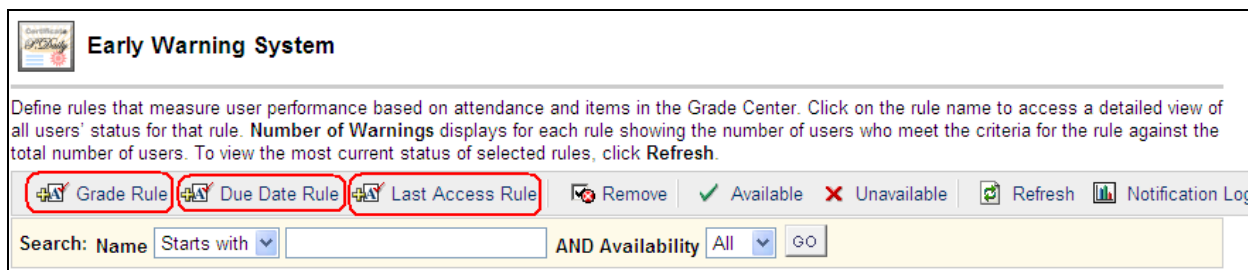 Certificate
P.Daily
Early Warning System
Define rules that measure user performance based on attendance and items in the Grade Center. Click on the rule name to access a detailed view of
all users' status for that rule. Number of Warnings displays for each rule showing the number of users who meet the criteria for the rule against the
total number of users. To view the most current status of selected rules, click Refresh.
Grade Rule Due Date Rule Last Access Rule Remove Available Unavailable Refresh Notification Log
Search: Name Starts with AND Availability All GO